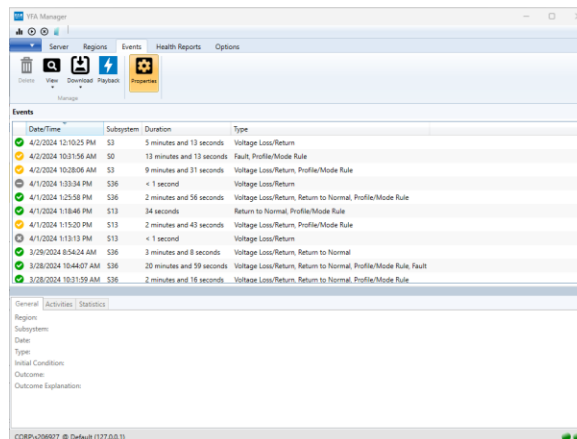 YFA Manager
Server Regions Events Health Reports Options
Delete View Download Playback Properties
Manage
Events
Date/Time Subsystem Duration Type
4/2/2024 12:10:25 PM S3 5 minutes and 13 seconds Voltage Loss/Return
4/2/2024 10:31:56 AM S0 13 minutes and 13 seconds Fault, Profile/Mode Rule
4/2/2024 10:28:06 AM S3 9 minutes and 31 seconds Voltage Loss/Return, Profile/Mode Rule
4/1/2024 1:33:34 PM S36 < 1 second Voltage Loss/Return
4/1/2024 1:25:58 PM S36 2 minutes and 56 seconds Voltage Loss/Return, Return to Normal, Profile/Mode Rule
4/1/2024 1:18:46 PM S13 34 seconds Return to Normal, Profile/Mode Rule
4/1/2024 1:15:20 PM S13 2 minutes and 43 seconds Voltage Loss/Return, Profile/Mode Rule
4/1/2024 1:13:13 PM S13 < 1 second Voltage Loss/Return
3/29/2024 8:54:24 AM S36 3 minutes and 8 seconds Voltage Loss/Return, Return to Normal
3/28/2024 10:44:07 AM S36 20 minutes and 59 seconds Voltage Loss/Return, Return to Normal, Profile/Mode Rule, Fault
3/28/2024 10:31:59 AM S36 2 minutes and 16 seconds Voltage Loss/Return, Return to Normal, Profile/Mode Rule
General Activities Statistics
Region:
Subsystem:
Date:
Type:
Initial Condition:
Outcome:
Outcome Explanation:
CORP\s206927 @ Default (127.0.0.1)